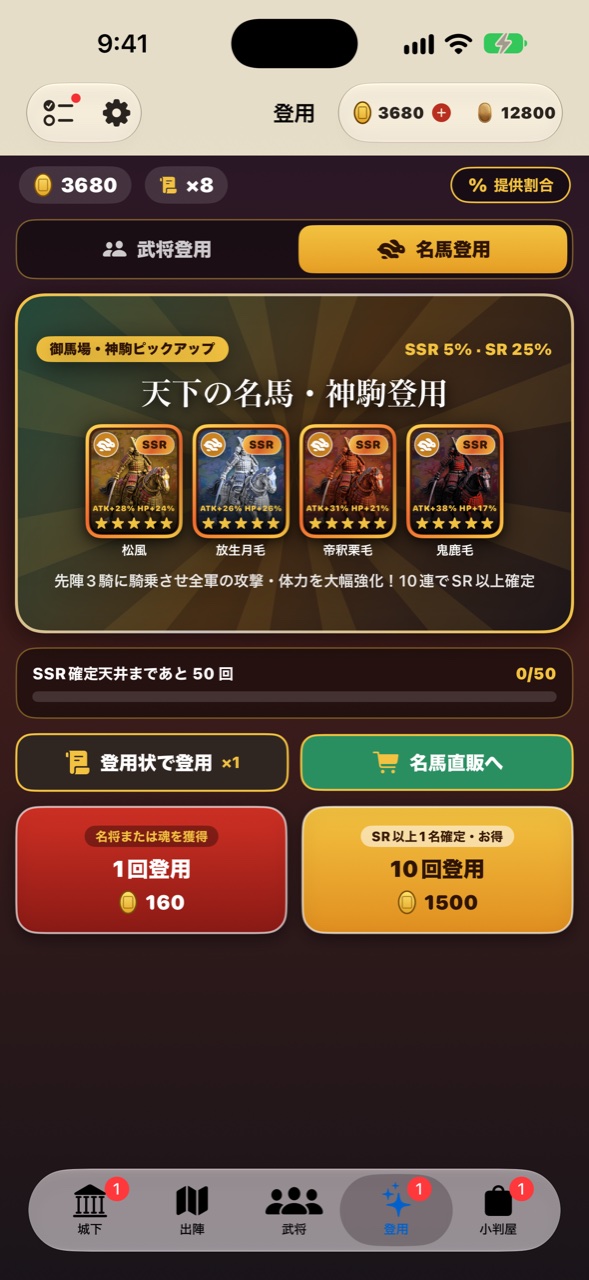 9:41
登用
3680
12800
3680
×8
% 提供割合
武将登用
名馬登用
御馬場・神駒ピックアップ
SSR 5%・SR 25%
天下の名馬・神駒登用
SSR
SSR
SSR
SSR
ATK+28% HP+24%
ATK+26% HP+26%
ATK+31% HP+21%
ATK+38% HP+17%
★★★★★
★★★★★
★★★★★
★★★★★
松風
放生月毛
帝釈栗毛
鬼鹿毛
先陣3騎に騎乗させ全軍の攻撃・体力を大幅強化！10連でSR以上確定
SSR確定天井まであと 50 回
0/50
登用状で登用 ×1
名馬直販へ
名将または魂を獲得
1回登用
160
SR以上1名確定・お得
10回登用
1500
1
1
1
城下
出陣
武将
登用
小判屋